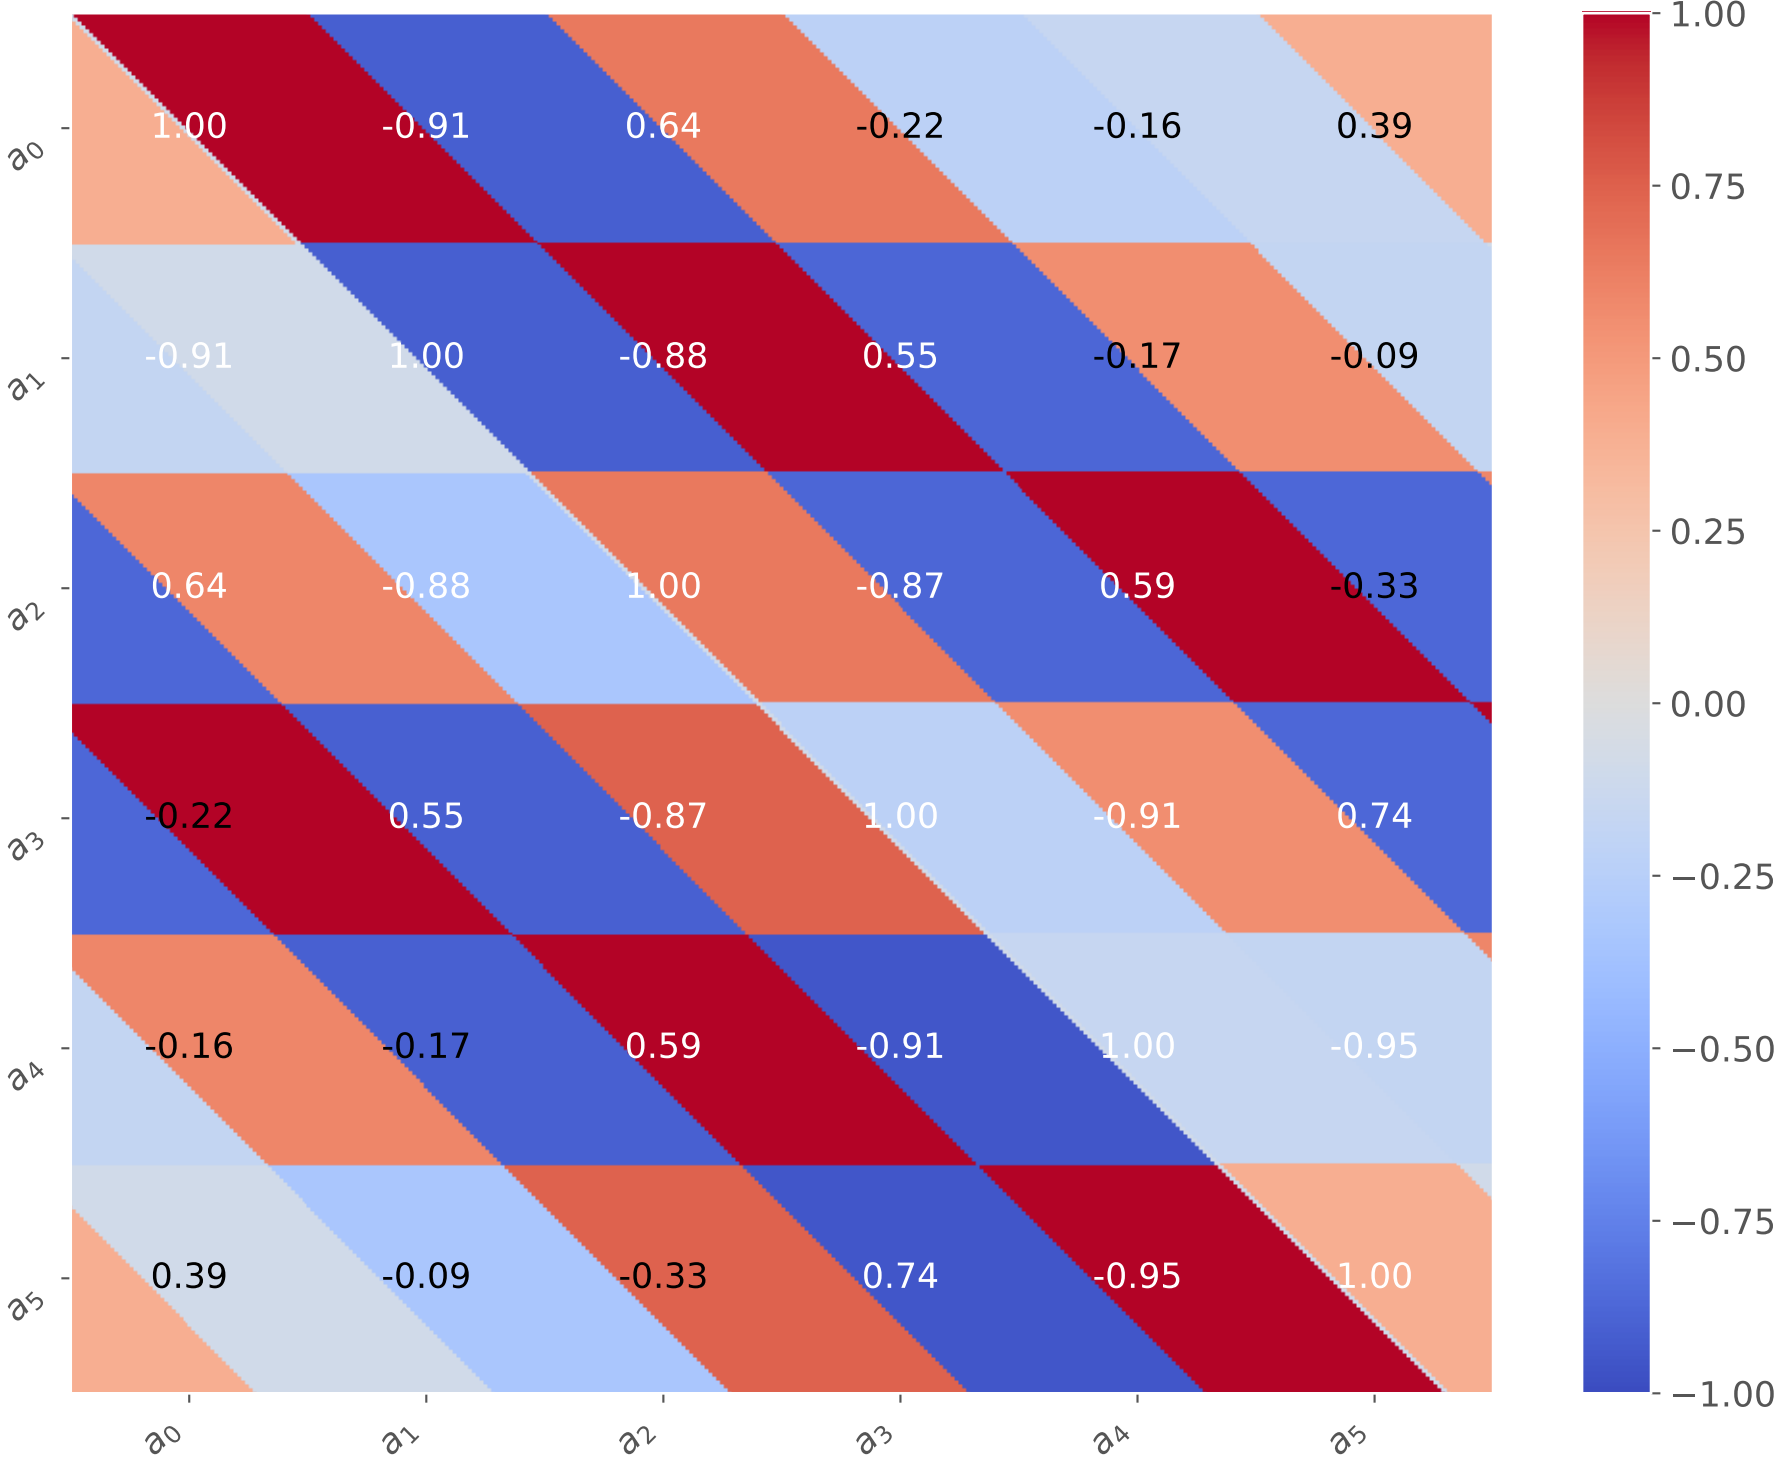 1.00
a0 1.00 -0.91 0.64 -0.22 -0.16 0.39
0.75
a1 -0.91 1.00 -0.88 0.55 -0.17 -0.09
0.50
0.25
a2 0.64 -0.88 1.00 -0.87 0.59 -0.33
0.00
a3 -0.22 0.55 -0.87 1.00 -0.91 0.74
−0.25
a4 -0.16 -0.17 0.59 -0.91 1.00 -0.95
−0.50
−0.75
a5 0.39 -0.09 -0.33 0.74 -0.95 1.00
−1.00
a0 a1 a2 a3 a4 a5